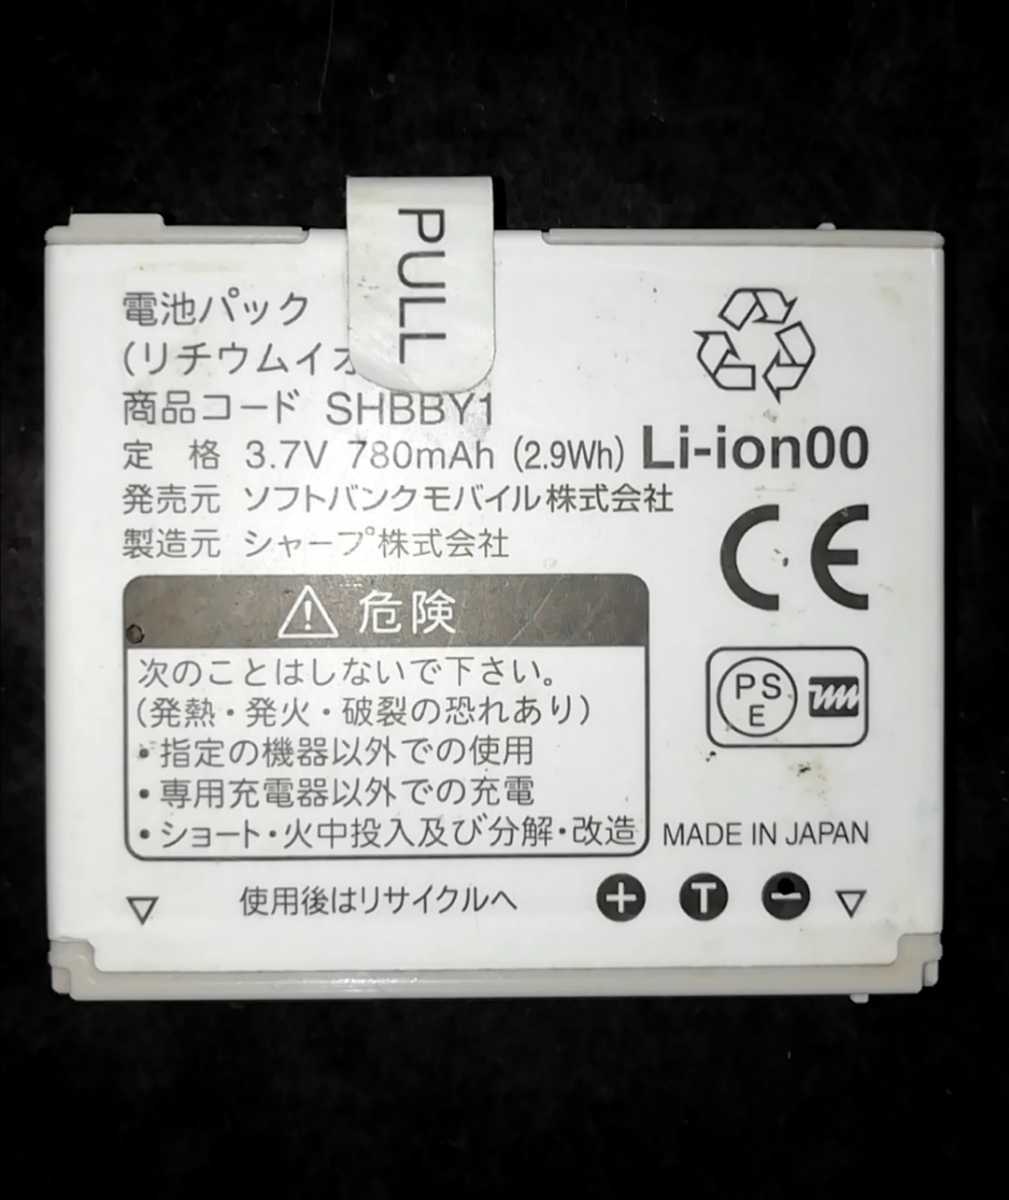 PULL
電池パック
(リチウムイオ
商品コード SHBBY1
定 格 3.7V 780mAh (2.9Wh)
Li-ion00
発売元 ソフトバンクモバイル株式会社
製造元 シャープ株式会社
CE
⚠ 危険
次のことはしないで下さい。
(発熱・発火・破裂の恐れあり)
・指定の機器以外での使用
・専用充電器以外での充電
・ショート・火中投入及び分解・改造
PS
E
MADE IN JAPAN
使用後はリサイクルへ
+ T −